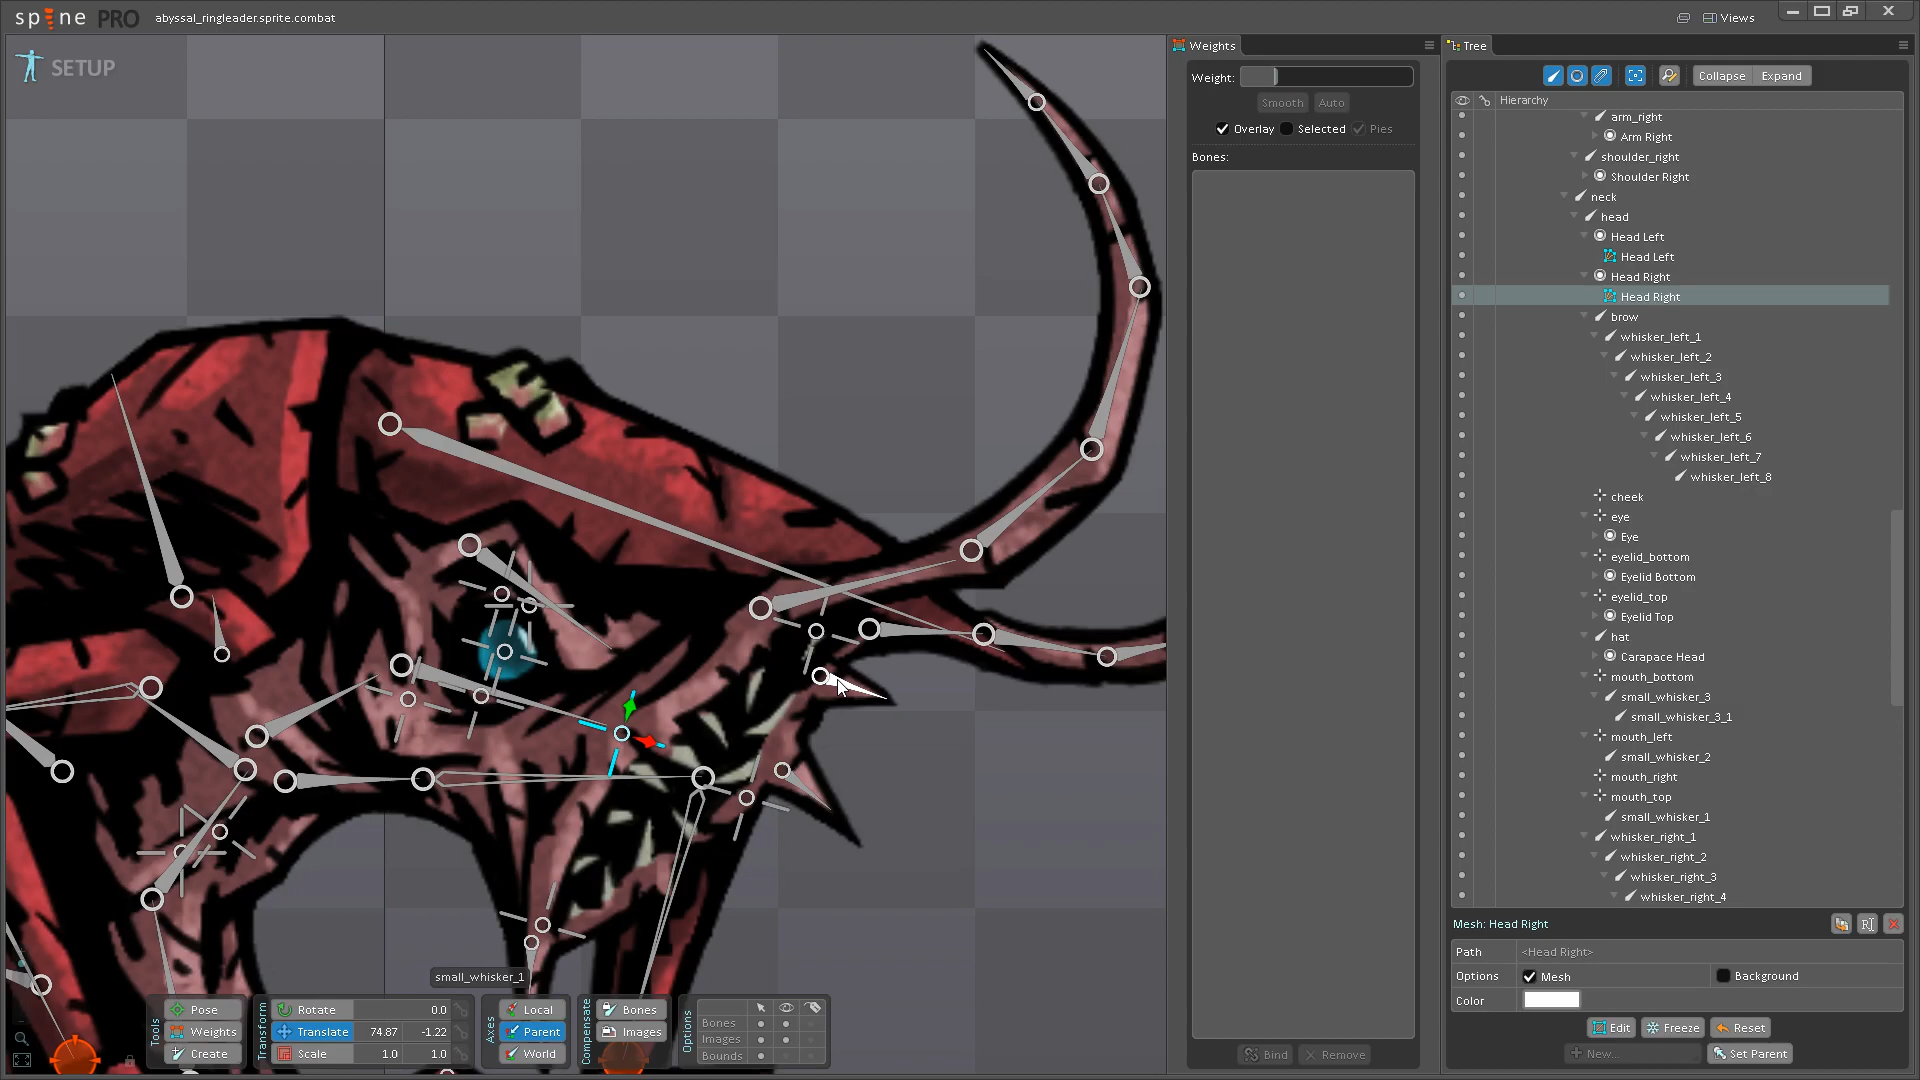 spine PRO abyssal_ringleader.sprite.combat
Views
SETUP
Weights
Weight:
Smooth Auto
Overlay Selected Pies
Bones:
Bind Remove
Tree
Collapse Expand
Hierarchy
arm_right
Arm Right
shoulder_right
Shoulder Right
neck
head
Head Left
Head Left
Head Right
Head Right
brow
whisker_left_1
whisker_left_2
whisker_left_3
whisker_left_4
whisker_left_5
whisker_left_6
whisker_left_7
whisker_left_8
cheek
eye
Eye
eyelid_bottom
Eyelid Bottom
eyelid_top
Eyelid Top
hat
Carapace Head
mouth_bottom
small_whisker_3
small_whisker_3_1
mouth_left
small_whisker_2
mouth_right
mouth_top
small_whisker_1
whisker_right_1
whisker_right_2
whisker_right_3
whisker_right_4
Mesh: Head Right
Path <Head Right>
Options Mesh Background
Color
Edit Freeze Reset
New... Set Parent
small_whisker_1
Tools
Pose
Weights
Create
Transform
Rotate 0.0
Translate 74.87 -1.22
Scale 1.0 1.0
Axes
Local
Parent
World
Compensate
Bones
Images
Options
Bones
Images
Bounds